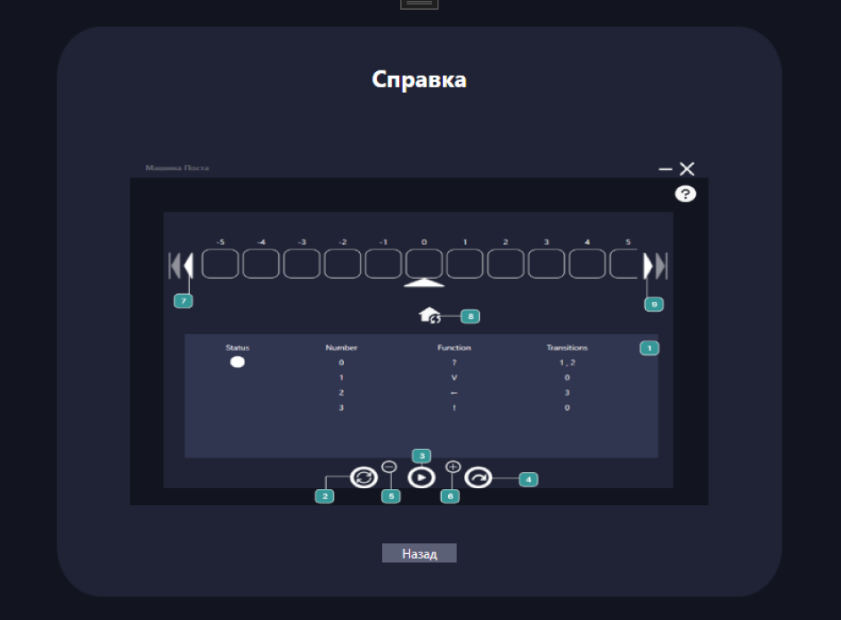 Справка
Машина Поста
?
-5 -4 -3 -2 -1 0 1 2 3 4 5
7 9
8
Status Number Function Transitions 1
0 ? 1 , 2
1 V 0
2 ← 3
3 ! 0
3
2 5 6 4
Назад